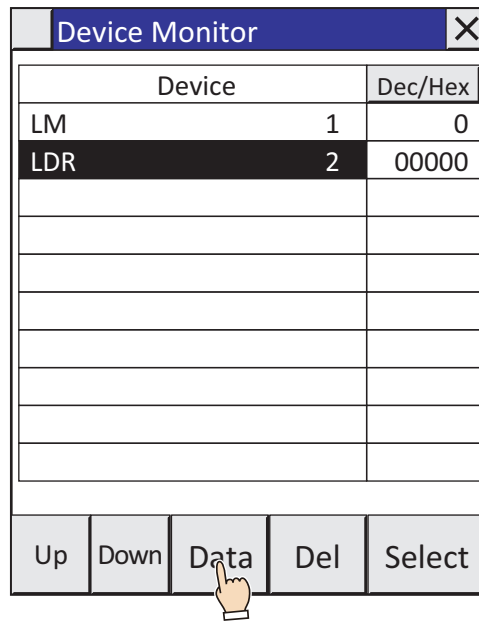 Device Monitor
Device Dec/Hex
LM 1 0
LDR 2 00000
Up Down Data Del Select